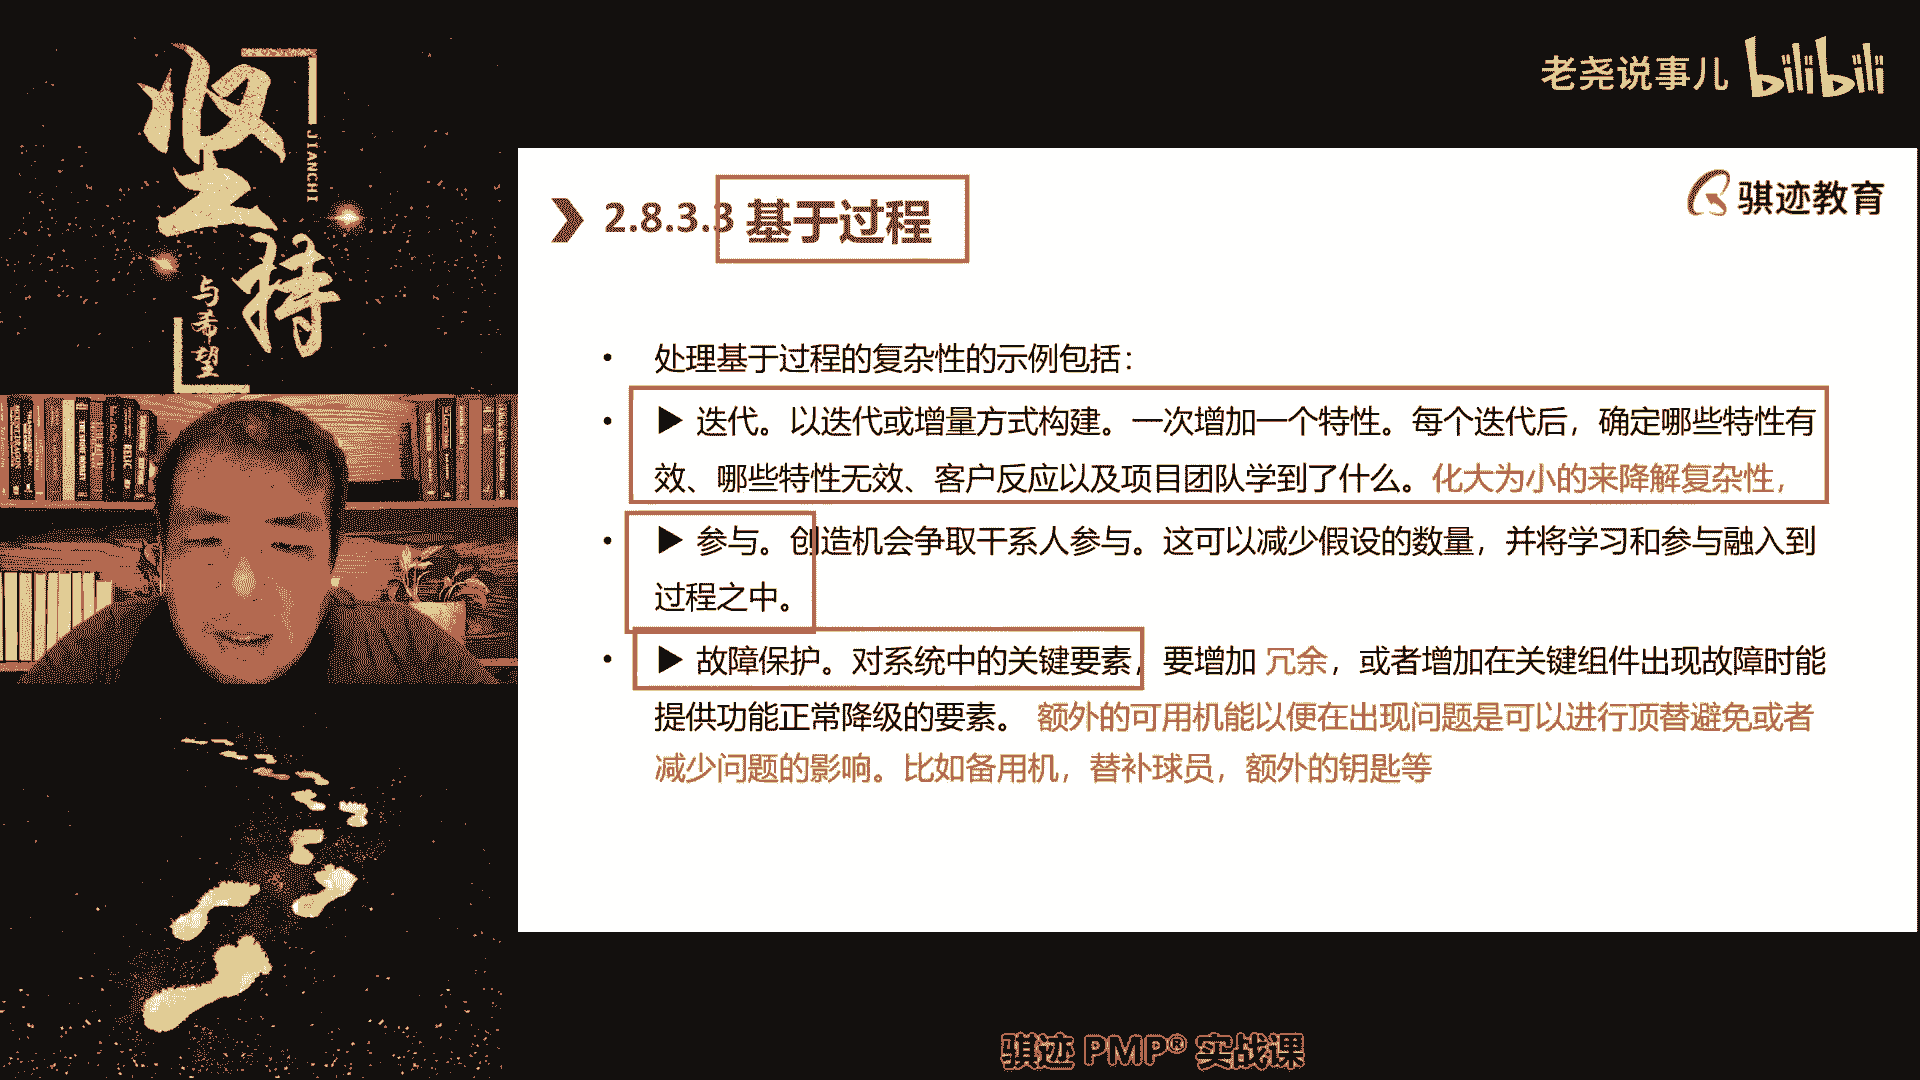 坚持
JIANCHI
与希望
老尧说事儿 bilibili
骐迹教育
2.8.3.3 基于过程
• 处理基于过程的复杂性的示例包括：
• ▶ 迭代。以迭代或增量方式构建。一次增加一个特性。每个迭代后，确定哪些特性有
效、哪些特性无效、客户反应以及项目团队学到了什么。化大为小的来降解复杂性，
• ▶ 参与。创造机会争取干系人参与。这可以减少假设的数量，并将学习和参与融入到
过程之中。
• ▶ 故障保护。对系统中的关键要素，要增加 冗余，或者增加在关键组件出现故障时能
提供功能正常降级的要素。 额外的可用机能以便在出现问题是可以进行顶替避免或者
减少问题的影响。比如备用机，替补球员，额外的钥匙等
骐迹 PMP® 实战课